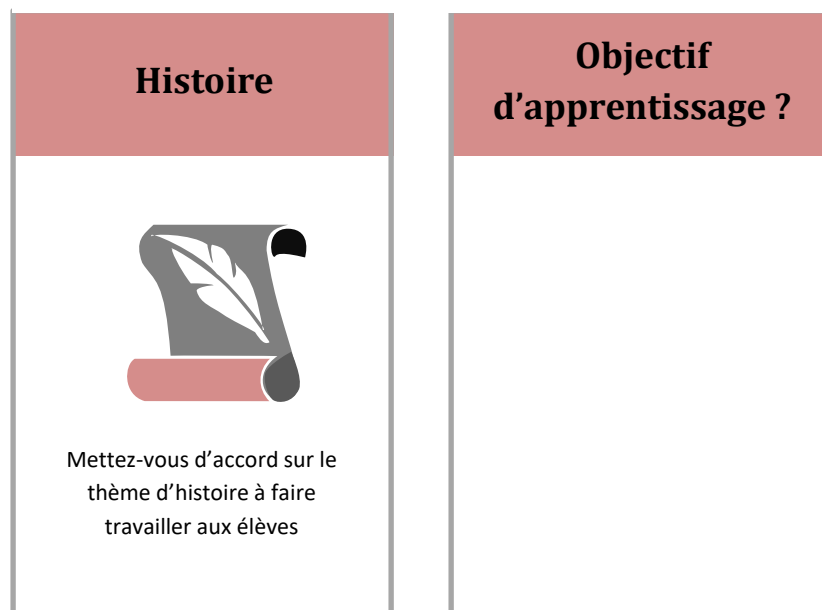 Histoire
Mettez-vous d’accord sur le
thème d’histoire à faire
travailler aux élèves
Objectif
d’apprentissage ?